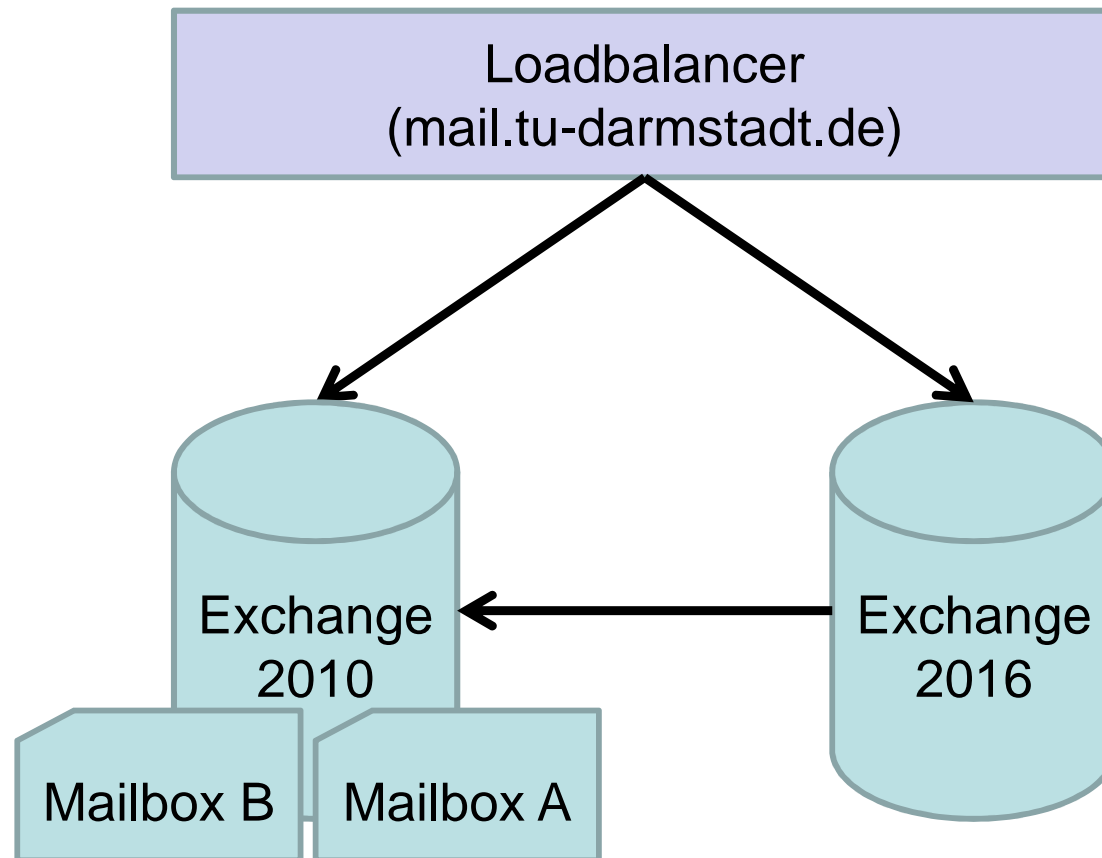 Loadbalancer
(mail.tu-darmstadt.de)
Exchange
2010
Exchange
2016
Mailbox B
Mailbox A